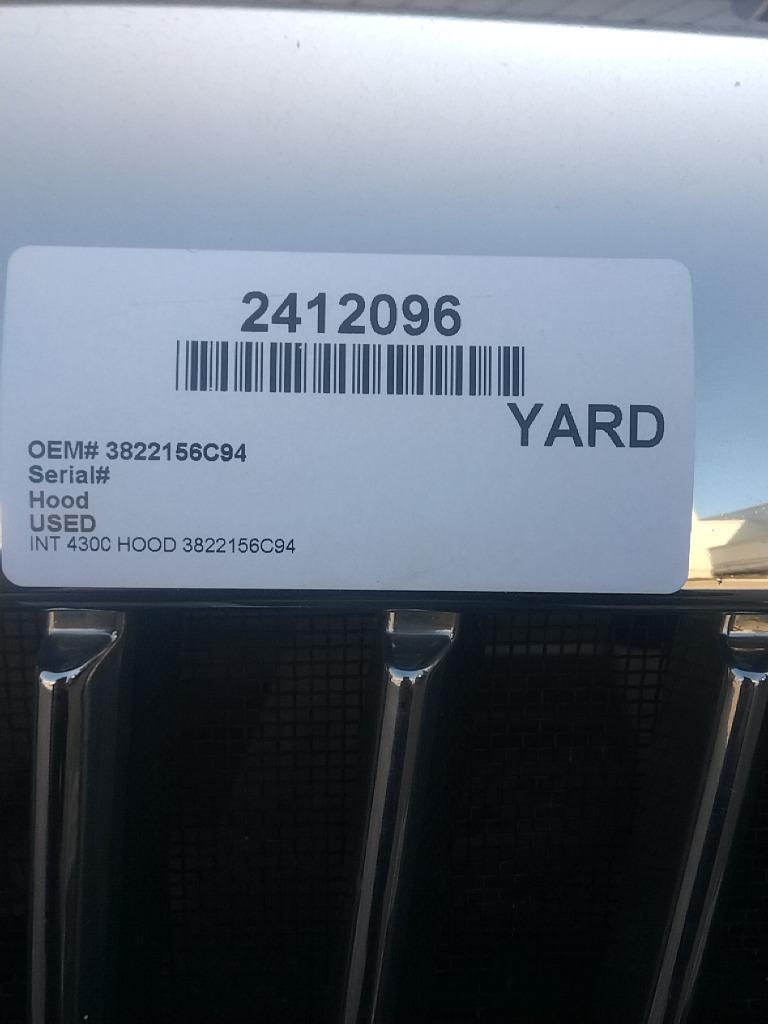 2412096
YARD
OEM# 3822156C94
Serial#
Hood
USED
INT 4300 HOOD 3822156C94